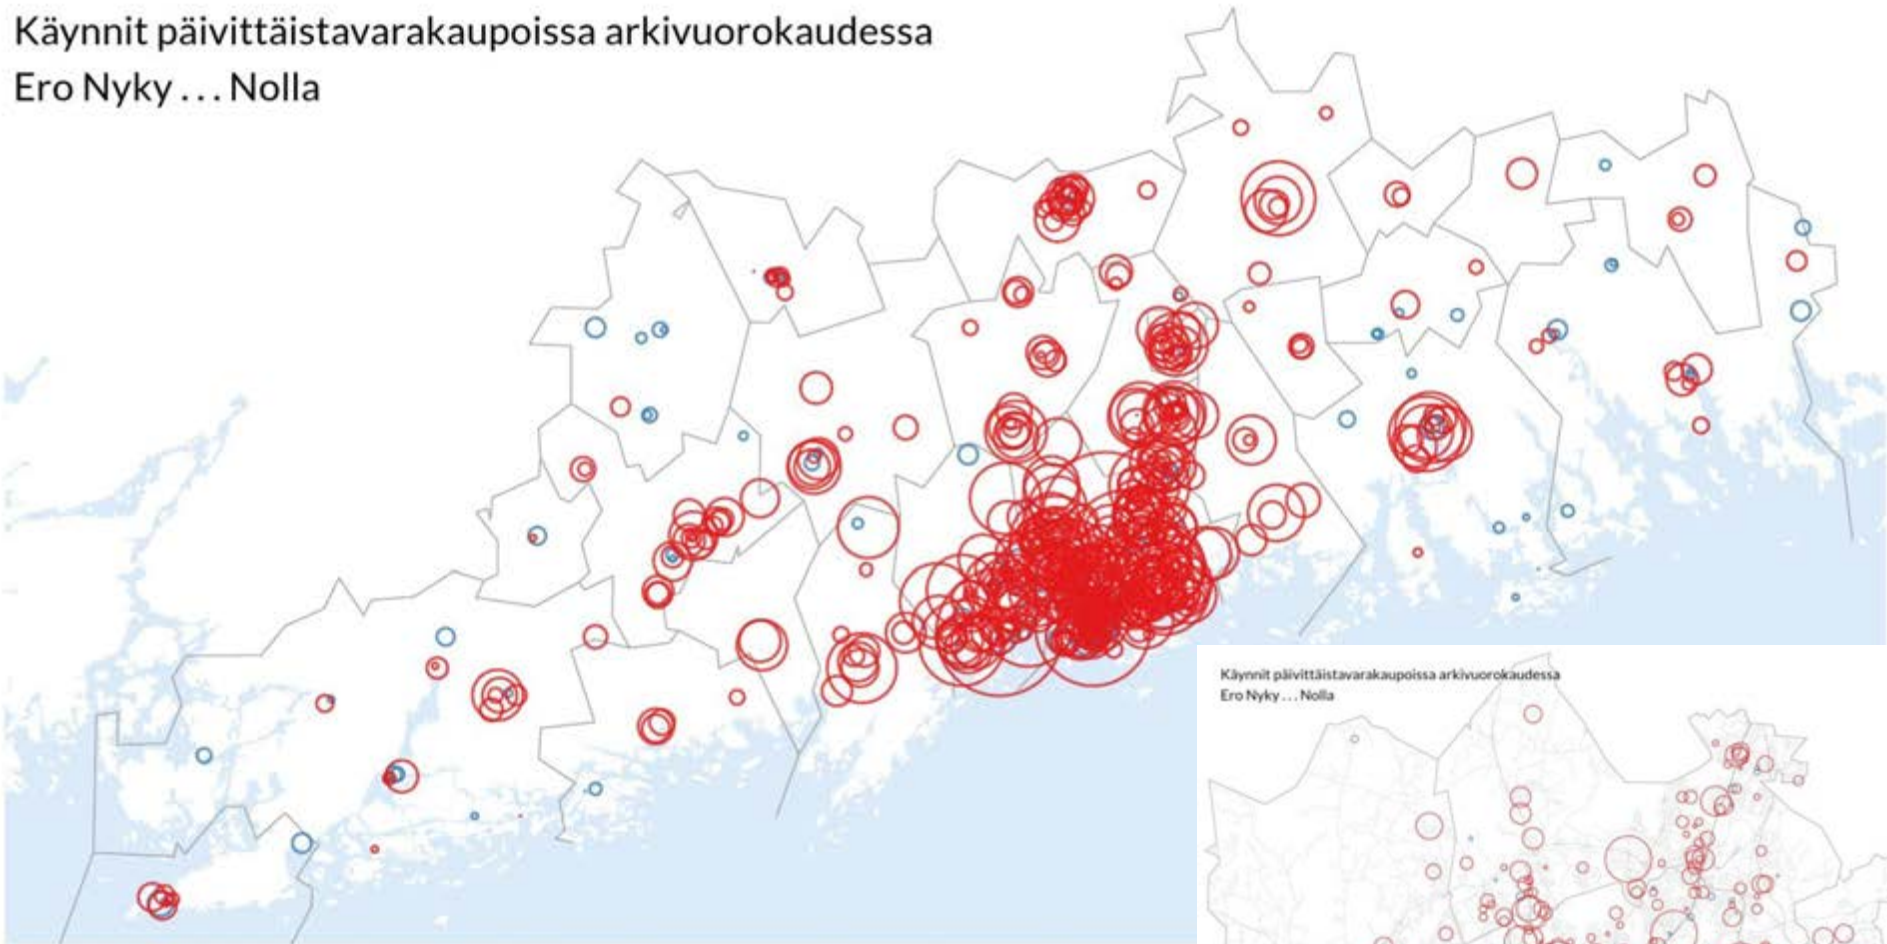 Käynnit päivittäistavarakaupoissa arkivuorokaudessa
Ero Nyky . . . Nolla
Käynnit päivittäistavarakaupoissa arkivuorokaudessa
Ero Nyky . . . Nolla